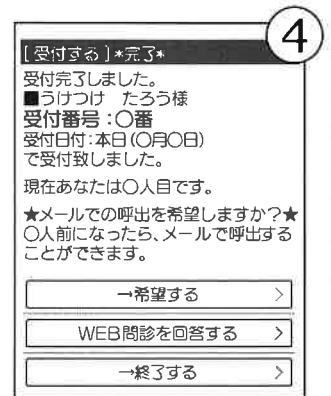 ④
[受付する]*完了*
受付完了しました。
■うけつけ たろう様
受付番号:〇番
受付日付:本日(〇月〇日)
で受付致しました。
現在あなたは〇人目です。
★メールでの呼出を希望しますか?★
〇人前になったら、メールで呼出する
ことができます。
→希望する >
WEB問診を回答する >
→終了する >